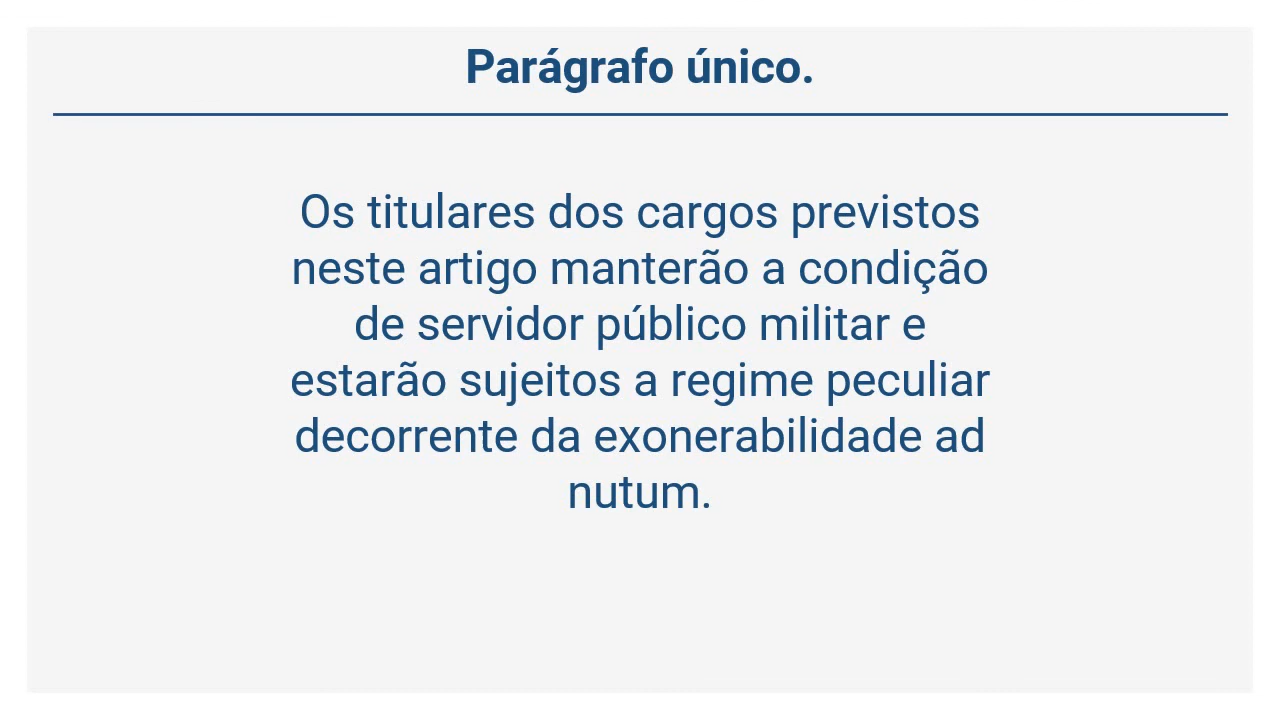 Parágrafo único.
Os titulares dos cargos previstos
neste artigo manterão a condição
de servidor público militar e
estarão sujeitos a regime peculiar
decorrente da exonerabilidade ad
nutum.